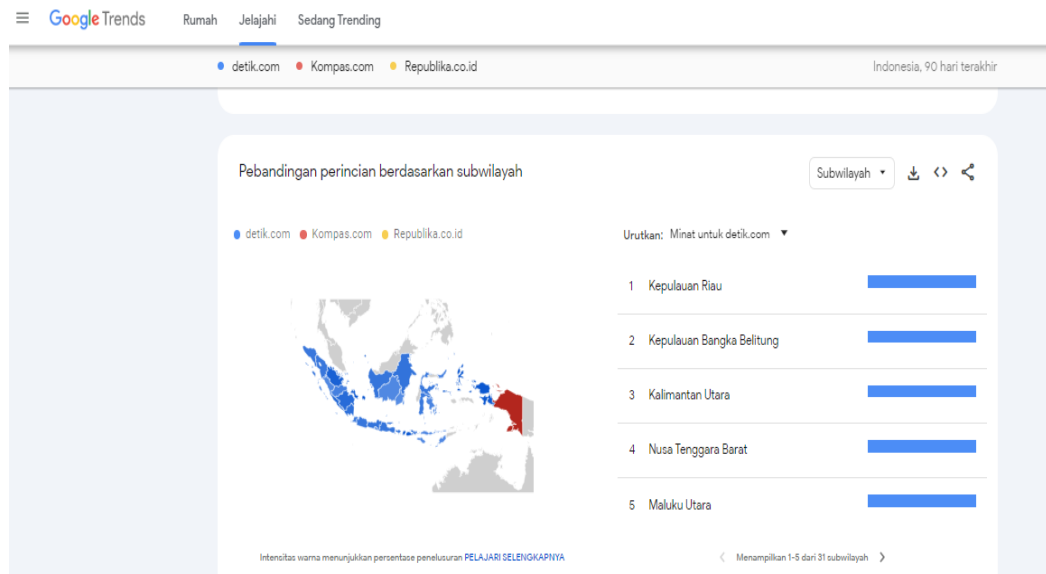 Google Trends Rumah Jelajahi Sedang Trending
detik.com Kompas.com Republika.co.id Indonesia, 90 hari terakhir
Pebandingan perincian berdasarkan subwilayah Subwilayah
detik.com Kompas.com Republika.co.id Urutkan: Minat untuk detik.com
1 Kepulauan Riau
2 Kepulauan Bangka Belitung
3 Kalimantan Utara
4 Nusa Tenggara Barat
5 Maluku Utara
Intensitas warna menunjukkan persentase penelusuran PELAJARI SELENGKAPNYA Menampilkan 1-5 dari 31 subwilayah